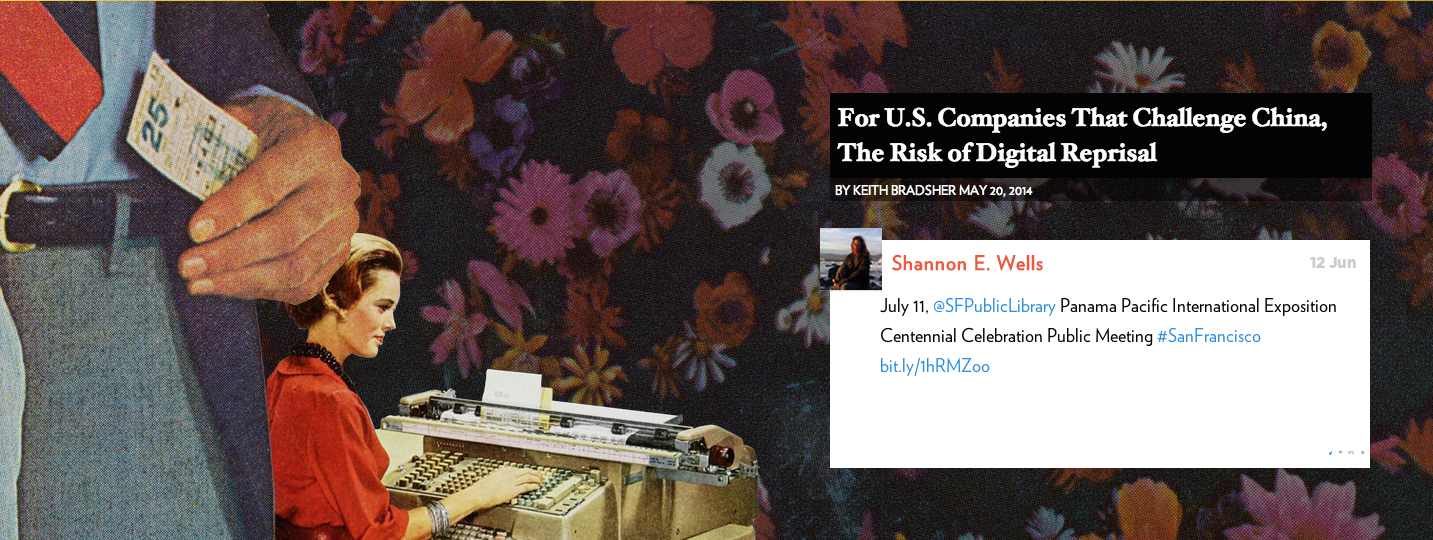 25
For U.S. Companies That Challenge China,
The Risk of Digital Reprisal
BY KEITH BRADSHER MAY 20, 2014
Shannon E. Wells
12 Jun
July 11, @SFPublicLibrary Panama Pacific International Exposition
Centennial Celebration Public Meeting #SanFrancisco
bit.ly/1hRMZoo